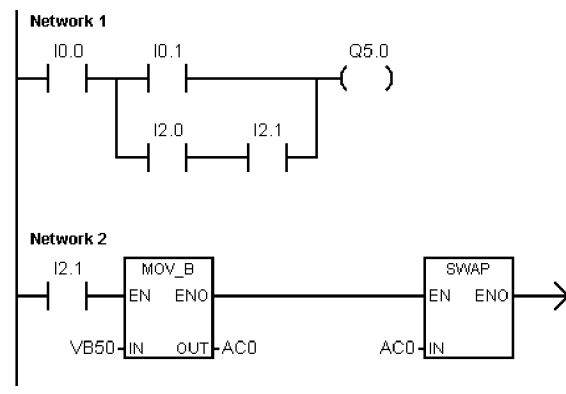 Network 1
I0.0 I0.1 Q5.0
I2.0 I2.1
Network 2
I2.1 MOV_B SWAP
EN ENO EN ENO
VB50 IN OUT AC0 AC0 IN